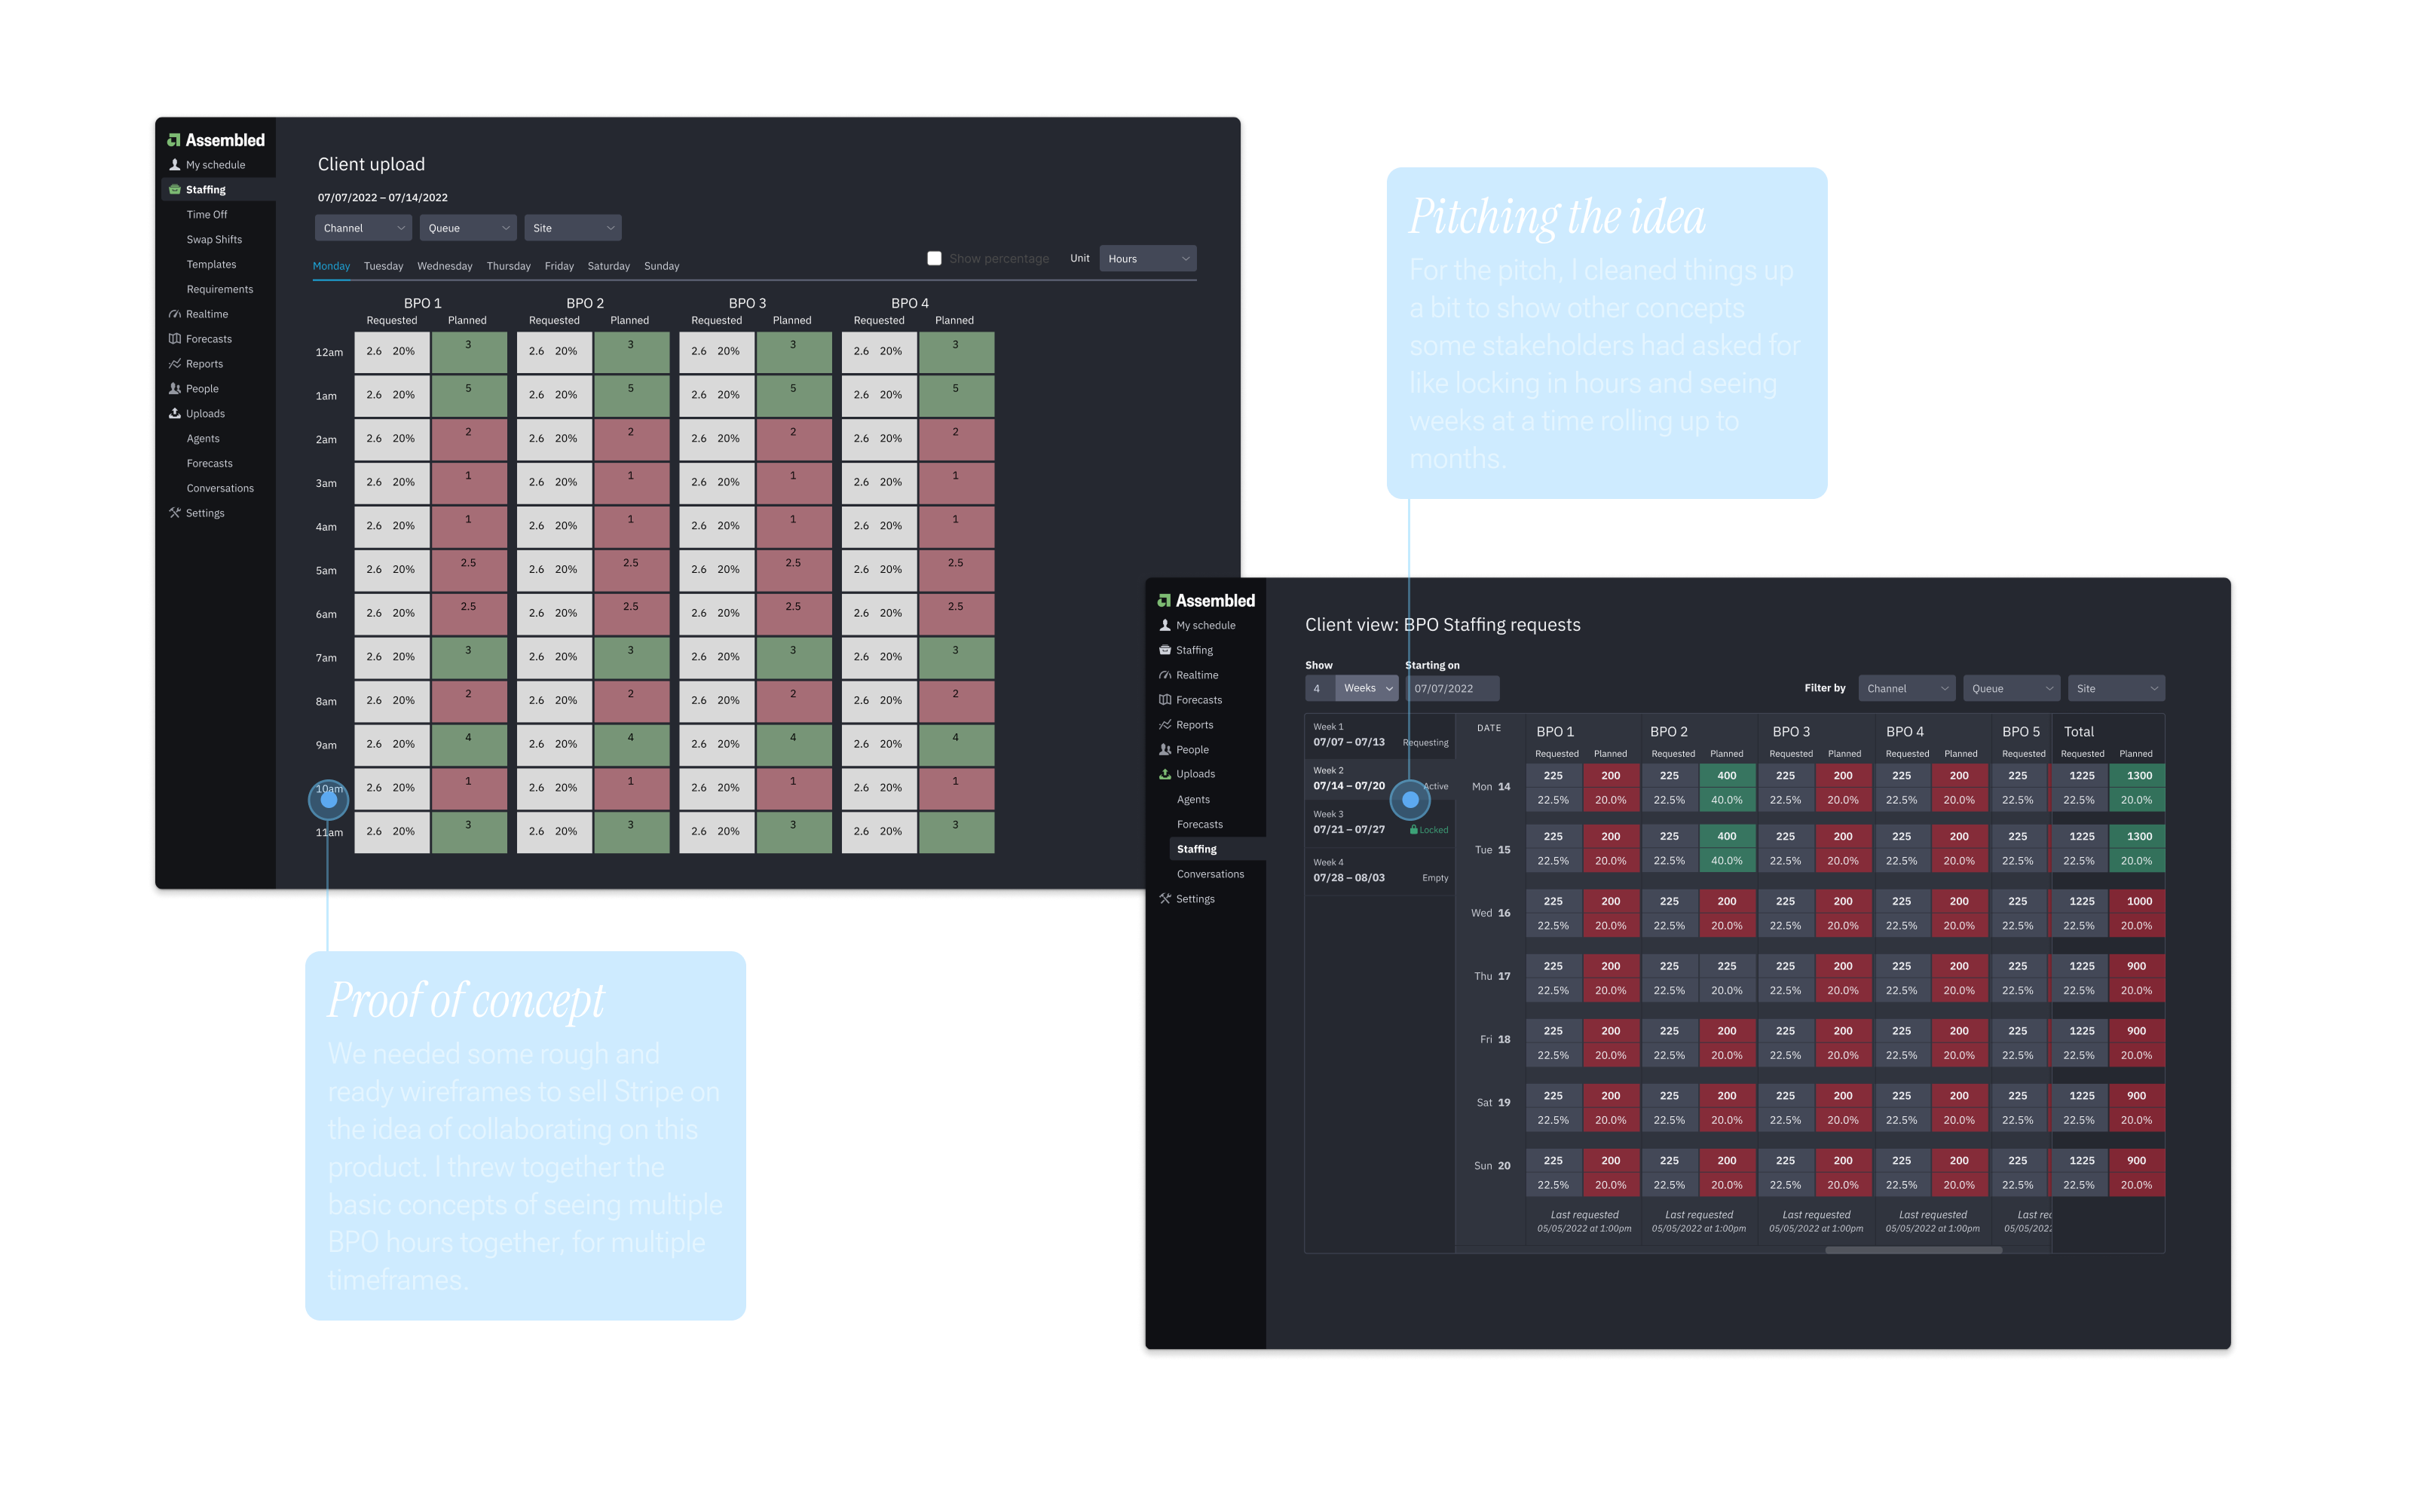 Assembled
My schedule
Staffing
Time Off
Swap Shifts
Templates
Requirements
Realtime
Forecasts
Reports
People
Uploads
Agents
Forecasts
Conversations
Settings
Client upload
07/07/2022 – 07/14/2022
Channel Queue Site
Show percentage Unit Hours
Monday Tuesday Wednesday Thursday Friday Saturday Sunday
BPO 1 BPO 2 BPO 3 BPO 4
Requested Planned Requested Planned Requested Planned Requested Planned
12am 2.6 20% 3 2.6 20% 3 2.6 20% 3 2.6 20% 3
1am 2.6 20% 5 2.6 20% 5 2.6 20% 5 2.6 20% 5
2am 2.6 20% 2 2.6 20% 2 2.6 20% 2 2.6 20% 2
3am 2.6 20% 1 2.6 20% 1 2.6 20% 1 2.6 20% 1
4am 2.6 20% 1 2.6 20% 1 2.6 20% 1 2.6 20% 1
5am 2.6 20% 2.5 2.6 20% 2.5 2.6 20% 2.5 2.6 20% 2.5
6am 2.6 20% 2.5 2.6 20% 2.5 2.6 20% 2.5 2.6 20% 2.5
7am 2.6 20% 3 2.6 20% 3 2.6 20% 3 2.6 20% 3
8am 2.6 20% 2 2.6 20% 2 2.6 20% 2 2.6 20% 2
9am 2.6 20% 4 2.6 20% 4 2.6 20% 4 2.6 20% 4
10am 2.6 20% 1 2.6 20% 1 2.6 20% 1 2.6 20% 1
11am 2.6 20% 3 2.6 20% 3 2.6 20% 3 2.6 20% 3
Proof of concept
We needed some rough and
ready wireframes to sell Stripe on
the idea of collaborating on this
product. I threw together the
basic concepts of seeing multiple
BPO hours together, for multiple
timeframes.
Pitching the idea
For the pitch, I cleaned things up
a bit to show other concepts
some stakeholders had asked for
like locking in hours and seeing
weeks at a time rolling up to
months.
Assembled
My schedule
Staffing
Realtime
Forecasts
Reports
People
Uploads
Agents
Forecasts
Staffing
Conversations
Settings
Client view: BPO Staffing requests
Show Starting on
4 Weeks 07/07/2022 Filter by Channel Queue Site
Week 1
07/07 – 07/13 Requesting
Week 2
07/14 – 07/20 Active
Week 3
07/21 – 07/27 Locked
Week 4
07/28 – 08/03 Empty
DATE BPO 1 BPO 2 BPO 3 BPO 4 BPO 5 Total
Requested Planned Requested Planned Requested Planned Requested Planned Requested Requested Planned
Mon 14
225 200 225 400 225 200 225 200 225 1225 1300
22.5% 20.0% 22.5% 40.0% 22.5% 20.0% 22.5% 20.0% 22.5% 22.5% 20.0%
Tue 15
225 200 225 400 225 200 225 200 225 1225 1300
22.5% 20.0% 22.5% 40.0% 22.5% 20.0% 22.5% 20.0% 22.5% 22.5% 20.0%
Wed 16
225 200 225 200 225 200 225 200 225 1225 1000
22.5% 20.0% 22.5% 20.0% 22.5% 20.0% 22.5% 20.0% 22.5% 22.5% 20.0%
Thu 17
225 200 225 225 225 200 225 200 225 1225 900
22.5% 20.0% 22.5% 20.0% 22.5% 20.0% 22.5% 20.0% 22.5% 22.5% 20.0%
Fri 18
225 200 225 200 225 200 225 200 225 1225 900
22.5% 20.0% 22.5% 20.0% 22.5% 20.0% 22.5% 20.0% 22.5% 22.5% 20.0%
Sat 19
225 200 225 200 225 200 225 200 225 1225 900
22.5% 20.0% 22.5% 20.0% 22.5% 20.0% 22.5% 20.0% 22.5% 22.5% 20.0%
Sun 20
225 200 225 200 225 200 225 200 225 1225 900
22.5% 20.0% 22.5% 20.0% 22.5% 20.0% 22.5% 20.0% 22.5% 22.5% 20.0%
Last requested Last requested Last requested Last requested Last rec
05/05/2022 at 1:00pm 05/05/2022 at 1:00pm 05/05/2022 at 1:00pm 05/05/2022 at 1:00pm 05/05/2022